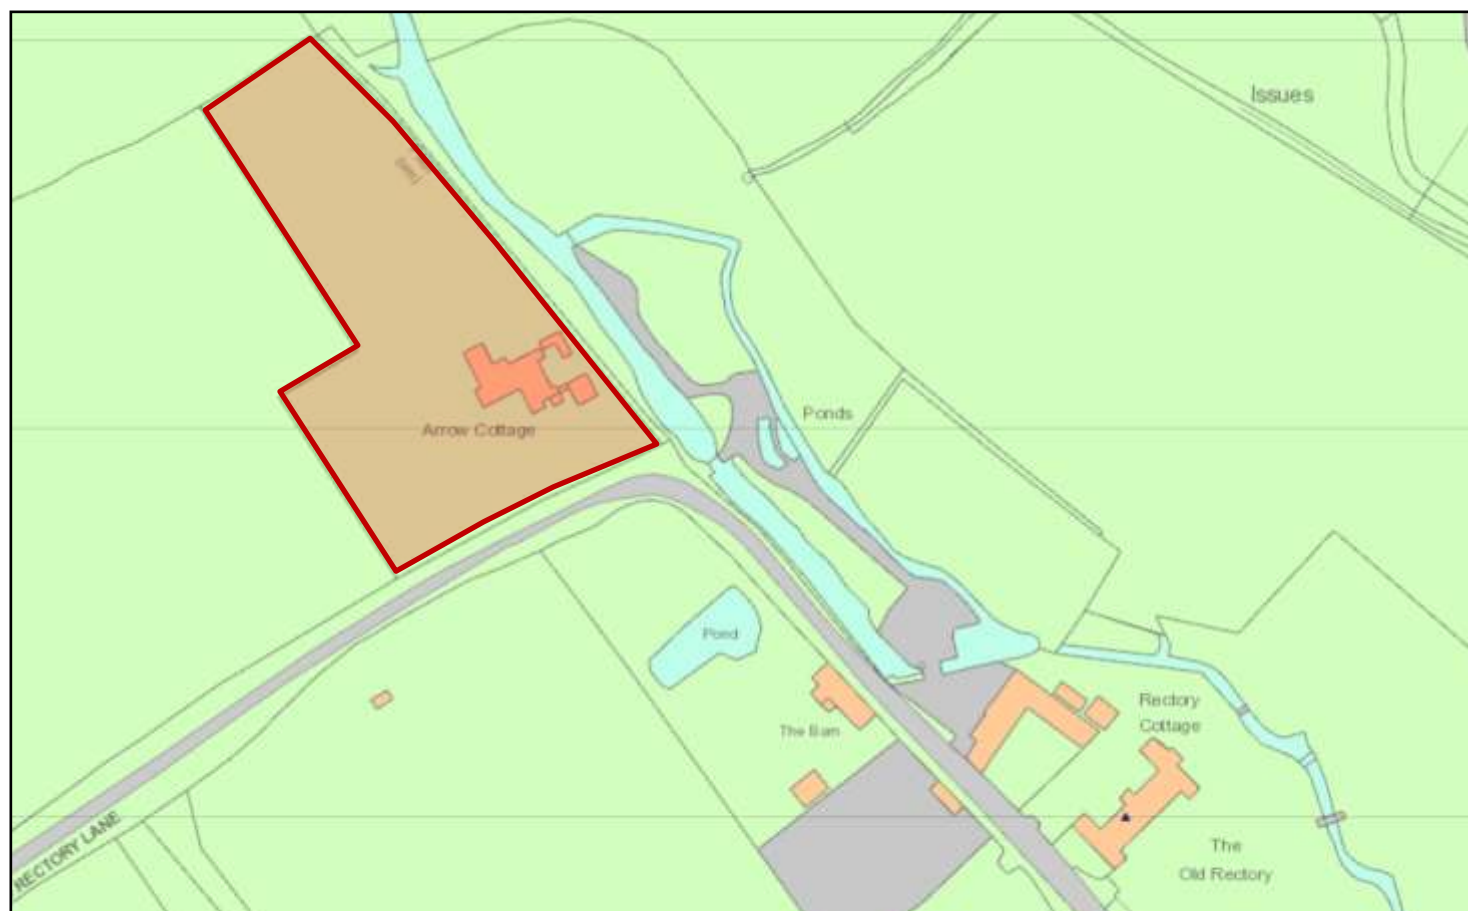 Issues
Arrow Cottage
Ponds
Pond
The Barn
Rectory
Cottage
RECTORY LANE
The
Old Rectory